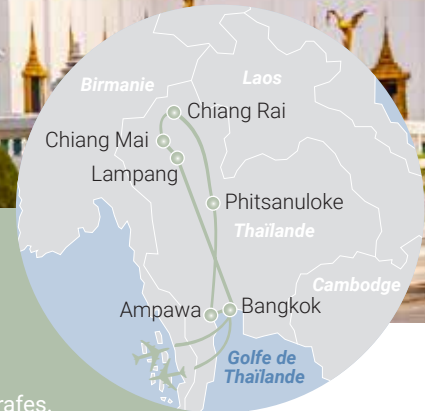 Birmanie
Laos
Chiang Rai
Chiang Mai
Lampang
Phitsanuloke
Thaïlande
Cambodge
Ampawa
Bangkok
Golfe de
Thaïlande